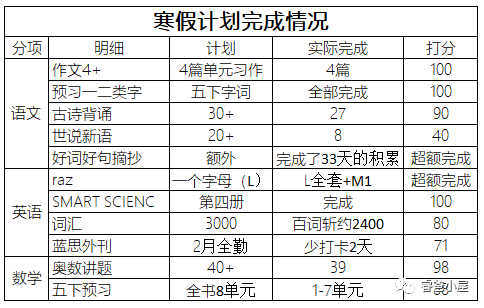 寒假计划完成情况
分项 明细 计划 实际完成 打分
语文 作文4+ 4篇单元习作 4篇 100
预习一二类字 五下字词 全部完成 100
古诗背诵 30+ 27 90
世说新语 20+ 8 40
好词好句摘抄 额外 完成了33天的积累 超额完成
英语 raz 一个字母（L） L全套+M1 超额完成
SMART SCIENC 第四册 完成 100
词汇 3000 百词斩约2400 80
蓝思外刊 2月全勤 少打卡2天 71
数学 奥数讲题 40+ 39 98
五下预习 全书8单元 1-7单元